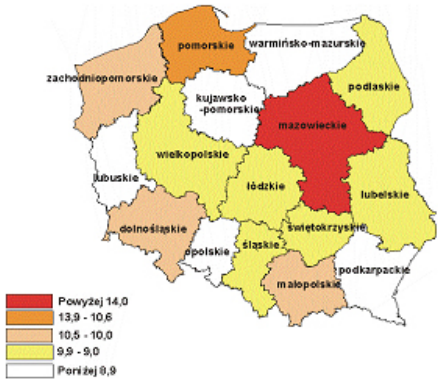 pomorskie
warmińsko-mazurskie
zachodniopomorskie
podlaskie
kujawsko
-pomorskie
mazowieckie
wielkopolskie
lubuskie
łódzkie
lubelskie
dolnośląskie
świętokrzyskie
opolskie
śląskie
podkarpackie
małopolskie
Powyżej 14,0
13,9 - 10,6
10,5 - 10,0
9,9 - 9,0
Poniżej 8,9